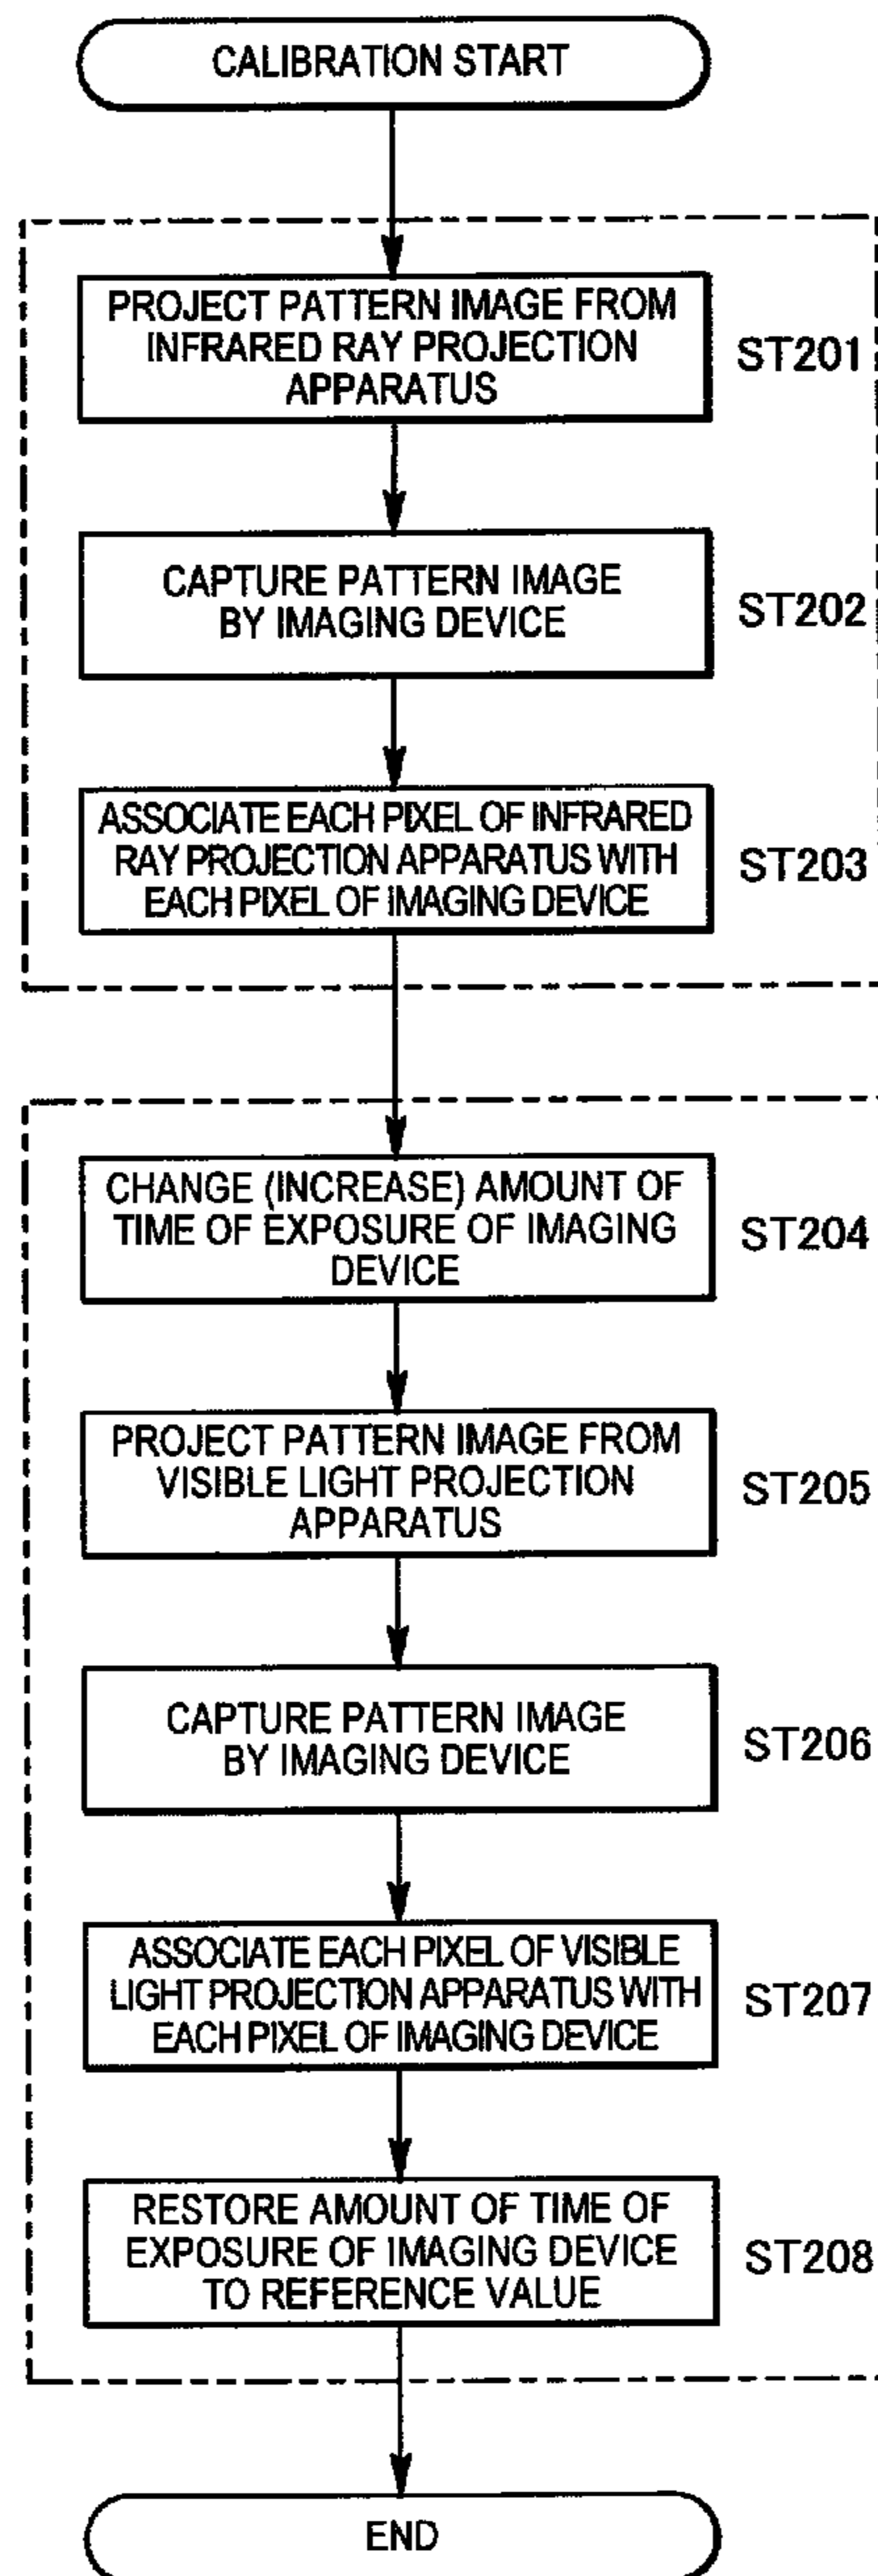 CALIBRATION START
PROJECT PATTERN IMAGE FROM
INFRARED RAY PROJECTION
APPARATUS
ST201
CAPTURE PATTERN IMAGE
BY IMAGING DEVICE
ST202
ASSOCIATE EACH PIXEL OF INFRARED
RAY PROJECTION APPARATUS WITH
EACH PIXEL OF IMAGING DEVICE
ST203
CHANGE (INCREASE) AMOUNT OF
TIME OF EXPOSURE OF IMAGING
DEVICE
ST204
PROJECT PATTERN IMAGE FROM
VISIBLE LIGHT PROJECTION
APPARATUS
ST205
CAPTURE PATTERN IMAGE
BY IMAGING DEVICE
ST206
ASSOCIATE EACH PIXEL OF VISIBLE
LIGHT PROJECTION APPARATUS WITH
EACH PIXEL OF IMAGING DEVICE
ST207
RESTORE AMOUNT OF TIME OF
EXPOSURE OF IMAGING DEVICE
TO REFERENCE VALUE
ST208
END